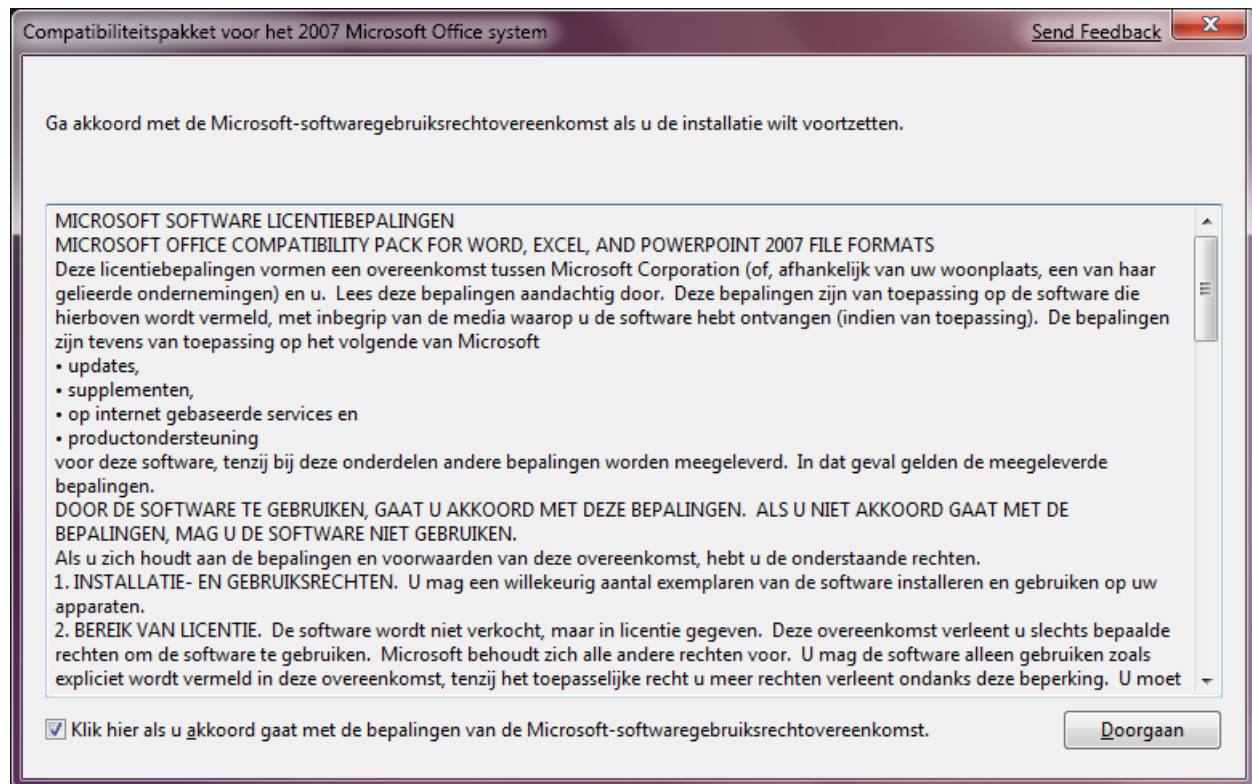 Compatibiliteitspakket voor het 2007 Microsoft Office system
Send Feedback
Ga akkoord met de Microsoft-softwaregebruiksrechtovereenkomst als u de installatie wilt voortzetten.
MICROSOFT SOFTWARE LICENTIEBEPALINGEN
MICROSOFT OFFICE COMPATIBILITY PACK FOR WORD, EXCEL, AND POWERPOINT 2007 FILE FORMATS
Deze licentiebepalingen vormen een overeenkomst tussen Microsoft Corporation (of, afhankelijk van uw woonplaats, een van haar
gelieerde ondernemingen) en u.  Lees deze bepalingen aandachtig door.  Deze bepalingen zijn van toepassing op de software die
hierboven wordt vermeld, met inbegrip van de media waarop u de software hebt ontvangen (indien van toepassing).  De bepalingen
zijn tevens van toepassing op het volgende van Microsoft
• updates,
• supplementen,
• op internet gebaseerde services en
• productondersteuning
voor deze software, tenzij bij deze onderdelen andere bepalingen worden meegeleverd.  In dat geval gelden de meegeleverde
bepalingen.
DOOR DE SOFTWARE TE GEBRUIKEN, GAAT U AKKOORD MET DEZE BEPALINGEN.  ALS U NIET AKKOORD GAAT MET DE
BEPALINGEN, MAG U DE SOFTWARE NIET GEBRUIKEN.
Als u zich houdt aan de bepalingen en voorwaarden van deze overeenkomst, hebt u de onderstaande rechten.
1. INSTALLATIE- EN GEBRUIKSRECHTEN.  U mag een willekeurig aantal exemplaren van de software installeren en gebruiken op uw
apparaten.
2. BEREIK VAN LICENTIE.  De software wordt niet verkocht, maar in licentie gegeven.  Deze overeenkomst verleent u slechts bepaalde
rechten om de software te gebruiken.  Microsoft behoudt zich alle andere rechten voor.  U mag de software alleen gebruiken zoals
expliciet wordt vermeld in deze overeenkomst, tenzij het toepasselijke recht u meer rechten verleent ondanks deze beperking.  U moet
Klik hier als u akkoord gaat met de bepalingen van de Microsoft-softwaregebruiksrechtovereenkomst.
Doorgaan